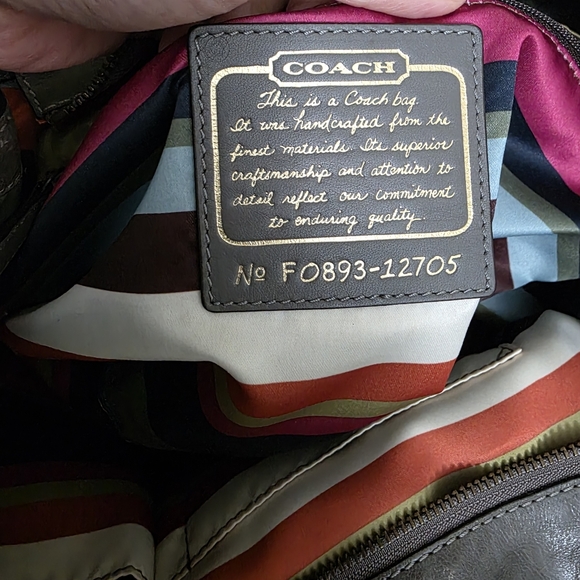 COACH
This is a Coach bag.
It was handcrafted from the
finest materials. Its superior
craftsmanship and attention to
detail reflect our commitment
to enduring quality.
No F0893-12705